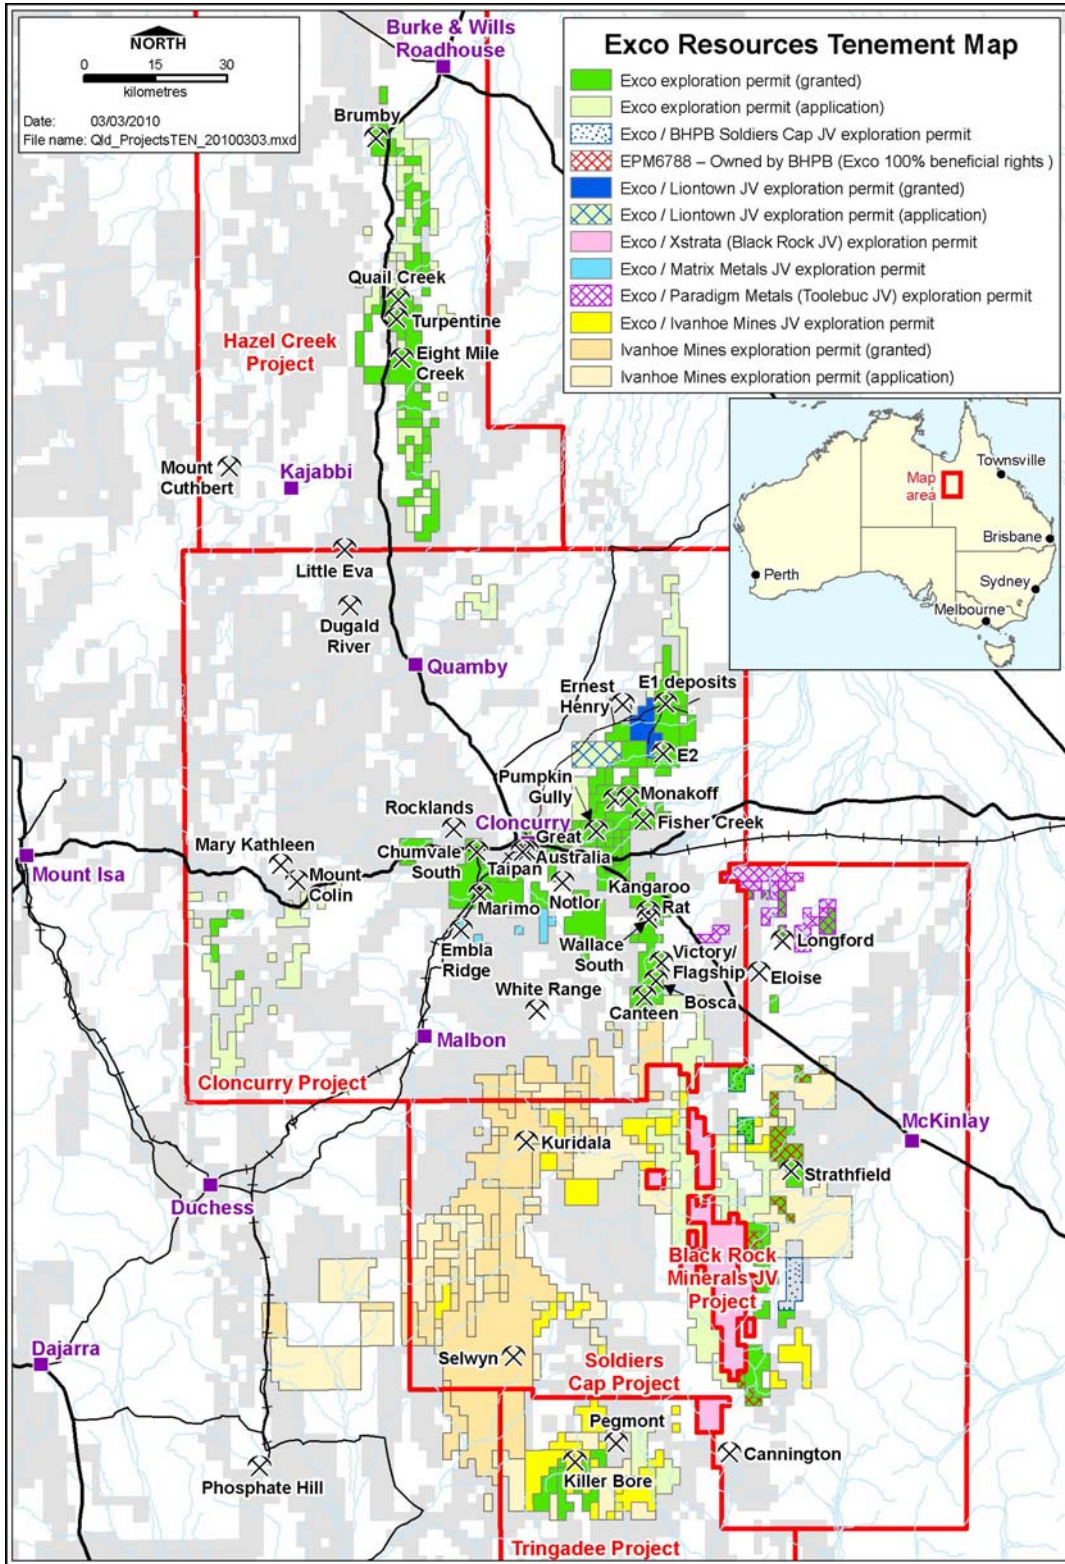 NORTH
0 15 30
kilometres
Date: 03/03/2010
File name: Qld_ProjectsTEN_20100303.mxd
Burke & Wills
Roadhouse
Exco Resources Tenement Map
Exco exploration permit (granted)
Exco exploration permit (application)
Exco / BHPB Soldiers Cap JV exploration permit
EPM6788 – Owned by BHPB (Exco 100% beneficial rights )
Exco / Liontown JV exploration permit (granted)
Exco / Liontown JV exploration permit (application)
Exco / Xstrata (Black Rock JV) exploration permit
Exco / Matrix Metals JV exploration permit
Exco / Paradigm Metals (Toolebuc JV) exploration permit
Exco / Ivanhoe Mines JV exploration permit
Ivanhoe Mines exploration permit (granted)
Ivanhoe Mines exploration permit (application)
Map
area
Townsville
Brisbane
Perth
Sydney
Melbourne
Brumby
Quail Creek
Turpentine
Hazel Creek
Project
Eight Mile
Creek
Mount
Cuthbert
Kajabbi
Little Eva
Dugald
River
Quamby
Ernest
Henry
E1 deposits
E2
Pumpkin
Gully
Monakoff
Rocklands
Cloncurry
Fisher Creek
Great
Australia
Mary Kathleen
Chumvale
South
Taipan
Mount Isa
Mount
Colin
Marimo
Notlor
Kangaroo
Rat
Embla
Ridge
Wallace
South
Longford
Victory/
Flagship
Eloise
White Range
Bosca
Canteen
Malbon
Cloncurry Project
McKinlay
Kuridala
Strathfield
Duchess
Black Rock
Minerals JV
Project
Dajarra
Selwyn
Soldiers
Cap Project
Pegmont
Cannington
Killer Bore
Phosphate Hill
Tringadee Project